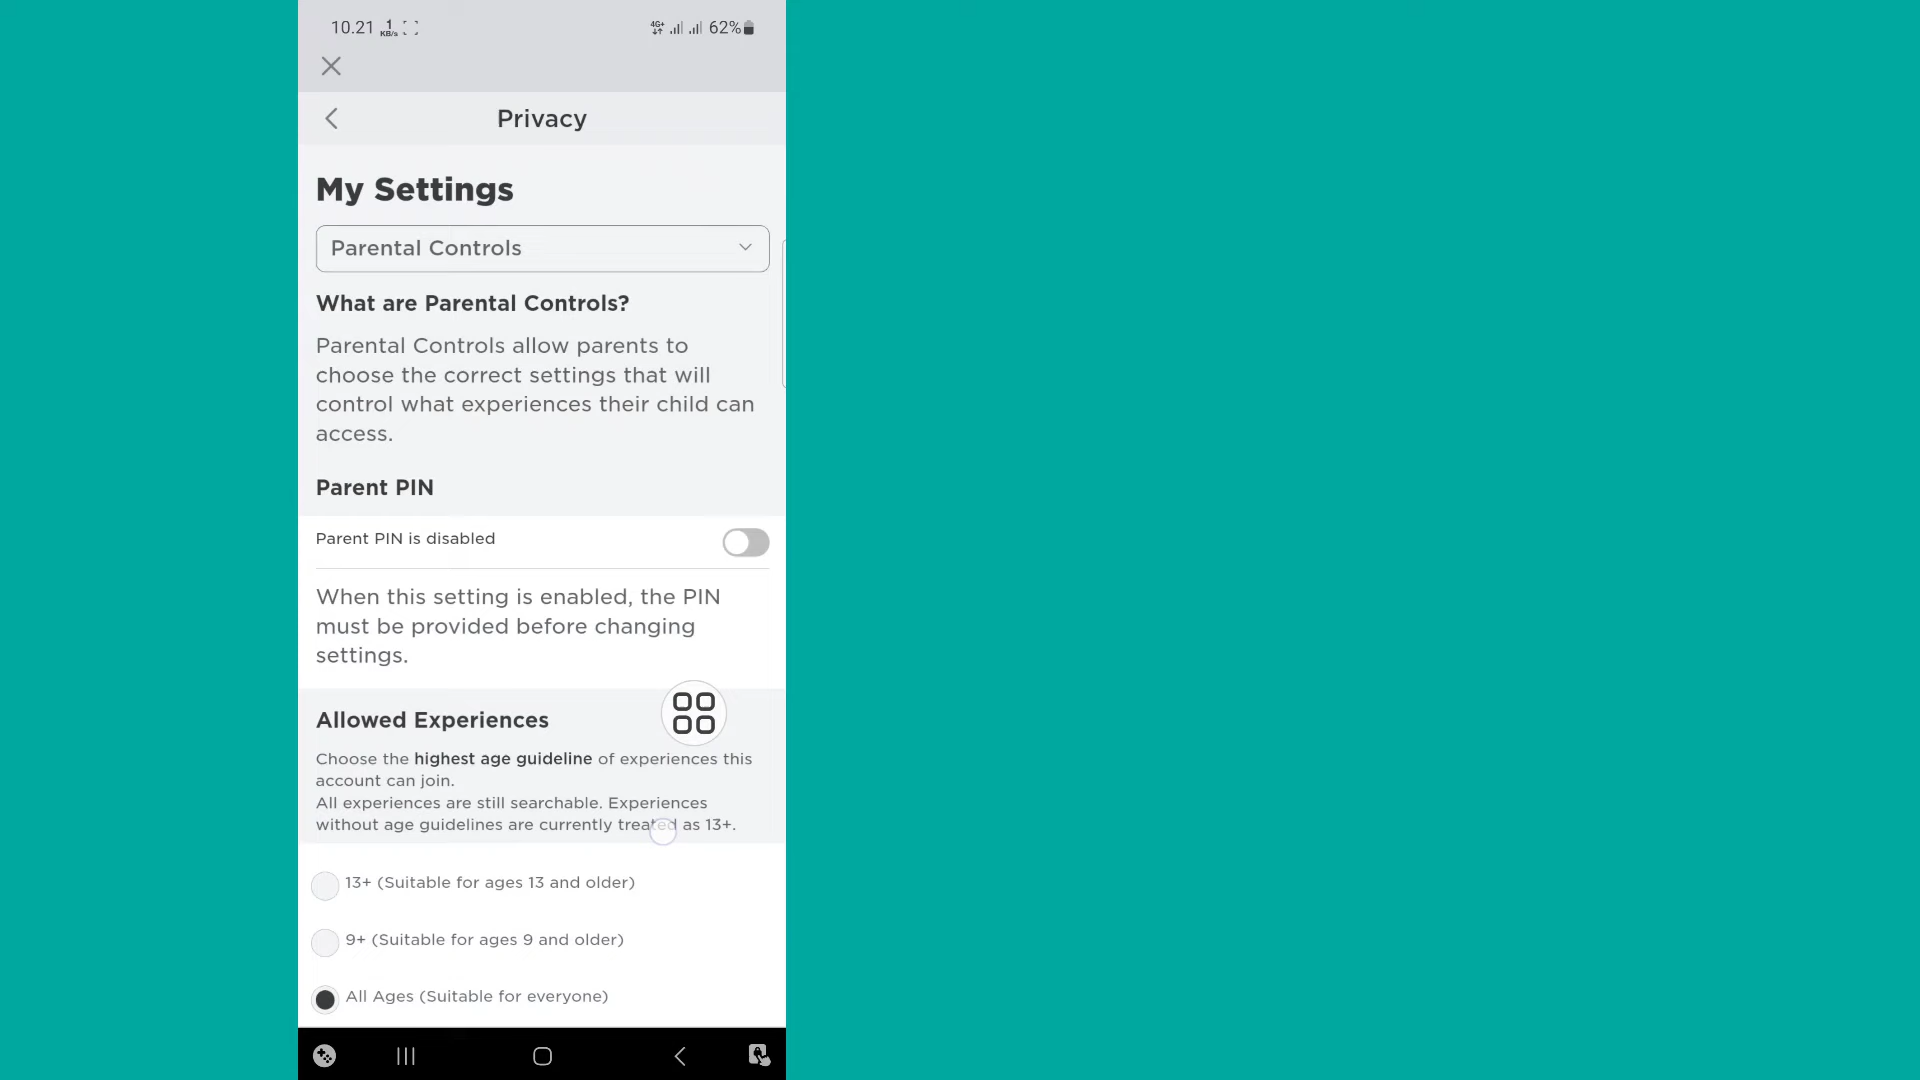 10.21 1 KB/s 4G+ 62%
Privacy
My Settings
Parental Controls
What are Parental Controls?
Parental Controls allow parents to
choose the correct settings that will
control what experiences their child can
access.
Parent PIN
Parent PIN is disabled
When this setting is enabled, the PIN
must be provided before changing
settings.
Allowed Experiences
Choose the highest age guideline of experiences this
account can join.
All experiences are still searchable. Experiences
without age guidelines are currently treated as 13+.
13+ (Suitable for ages 13 and older)
9+ (Suitable for ages 9 and older)
All Ages (Suitable for everyone)